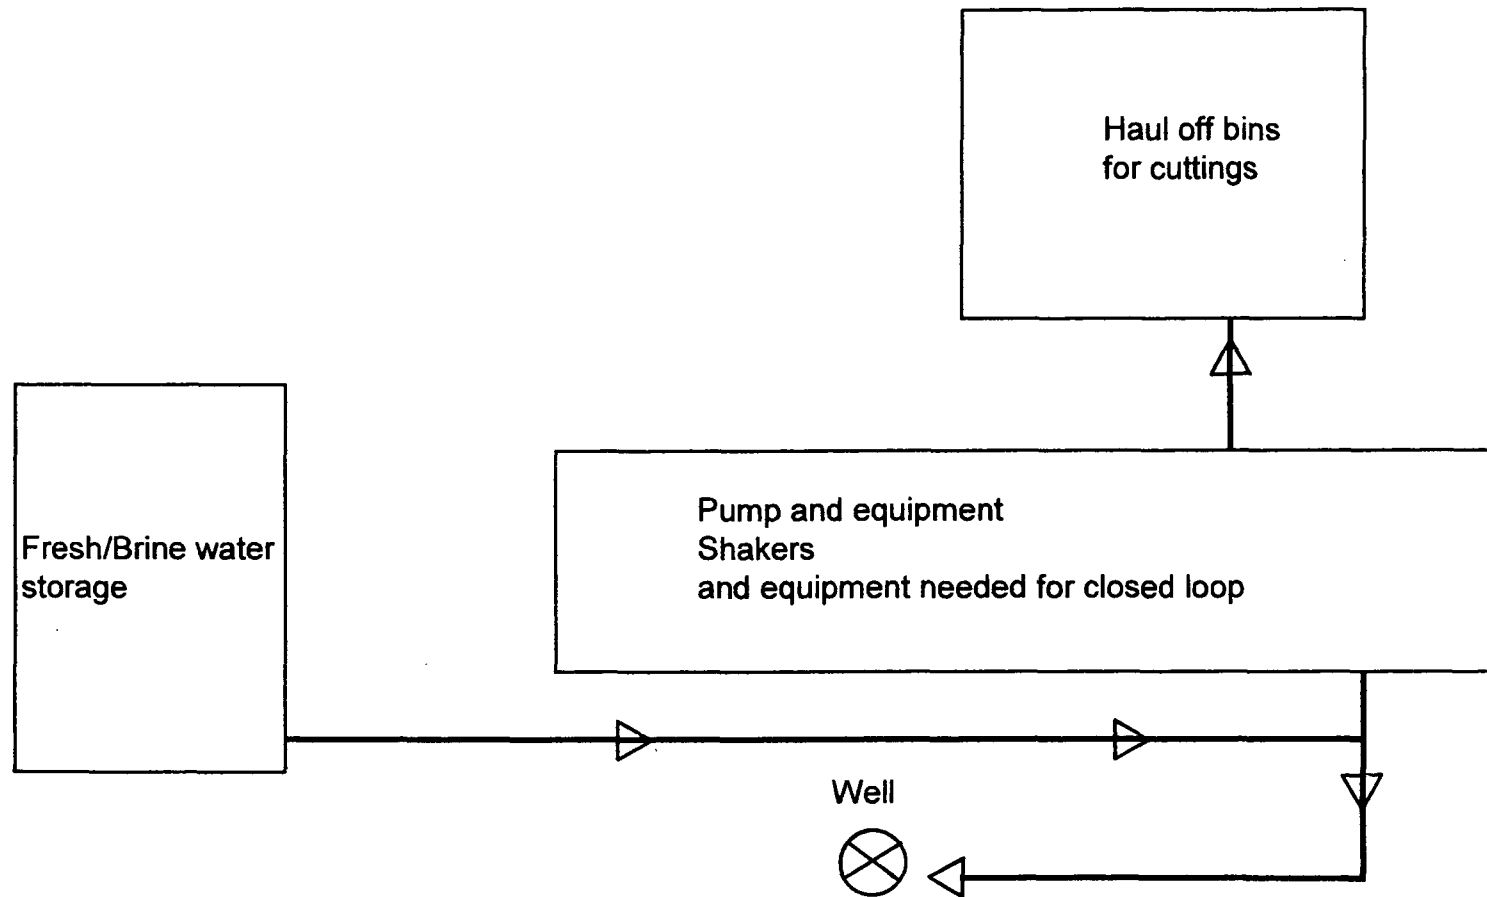 Haul off bins
for cuttings
Pump and equipment
Shakers
and equipment needed for closed loop
Fresh/Brine water
storage
Well